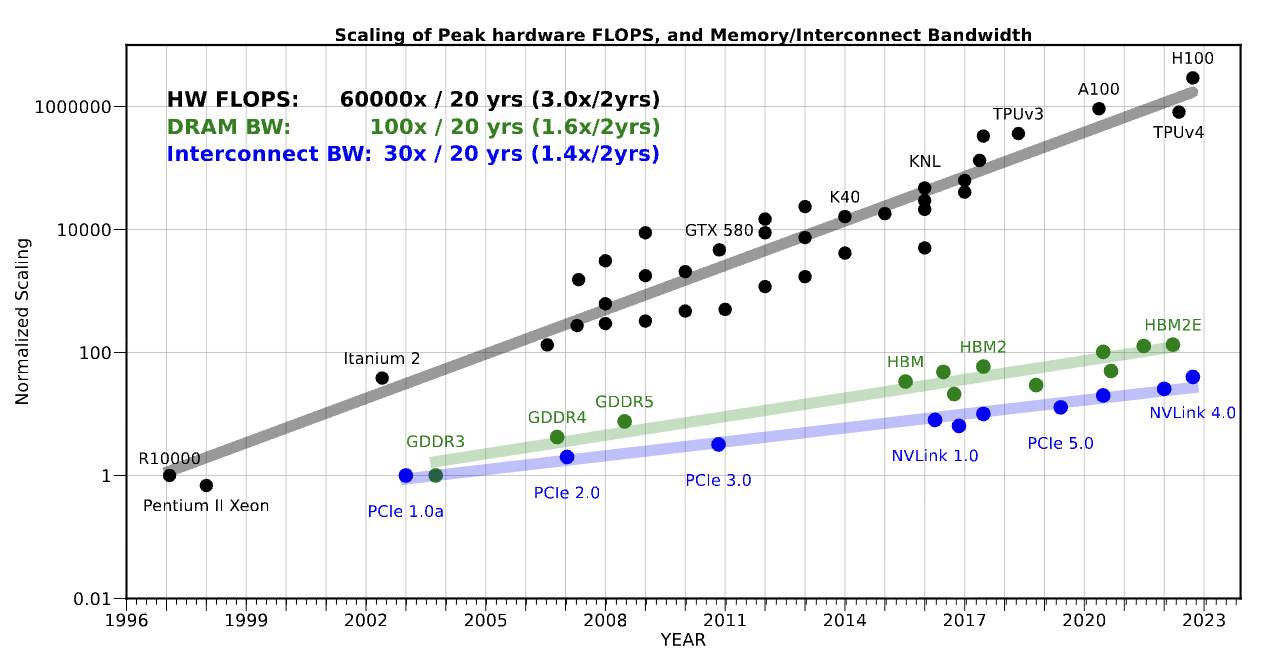 Scaling of Peak hardware FLOPS, and Memory/Interconnect Bandwidth
HW FLOPS: 60000x / 20 yrs (3.0x/2yrs)
DRAM BW: 100x / 20 yrs (1.6x/2yrs)
Interconnect BW: 30x / 20 yrs (1.4x/2yrs)
Normalized Scaling
1000000
10000
100
1
0.01
H100
A100
TPUv3
TPUv4
KNL
K40
GTX 580
Itanium 2
R10000
Pentium II Xeon
HBM2E
HBM2
HBM
GDDR5
GDDR4
GDDR3
NVLink 4.0
PCIe 5.0
NVLink 1.0
PCIe 3.0
PCIe 2.0
PCIe 1.0a
1996 1999 2002 2005 2008 2011 2014 2017 2020 2023
YEAR